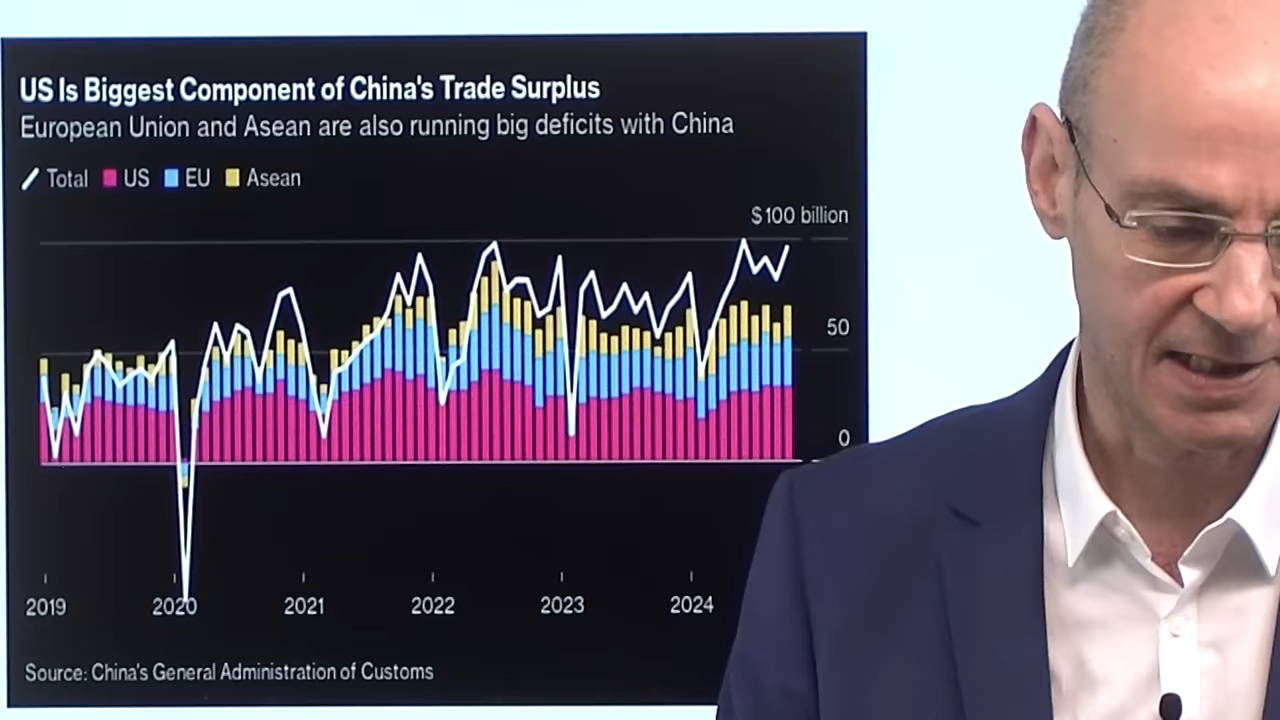 US Is Biggest Component of China's Trade Surplus
European Union and Asean are also running big deficits with China
Total US EU Asean
$100 billion
50
0
2019 2020 2021 2022 2023 2024
Source: China's General Administration of Customs